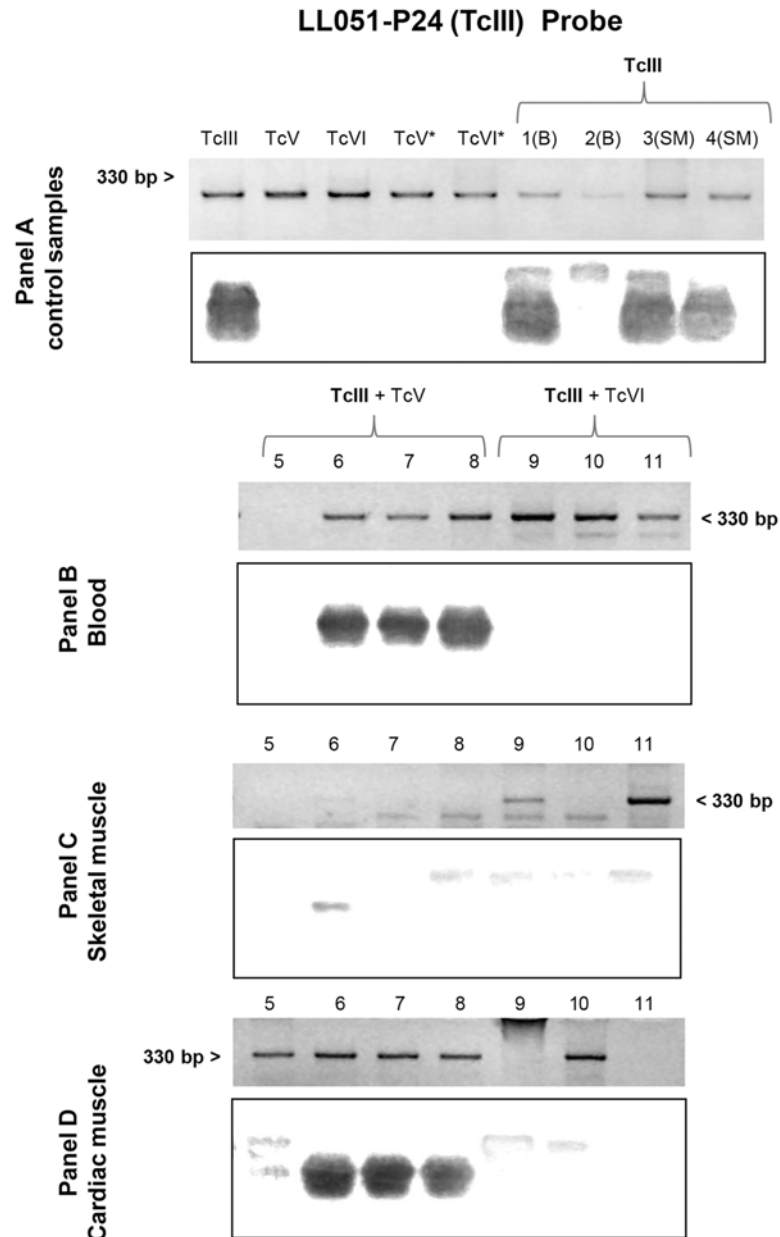 LL051-P24 (TcIII) Probe
TcIII
TcIII TcV TcVI TcV* TcVI* 1(B) 2(B) 3(SM) 4(SM)
330 bp >
Panel A
control samples
TcIII + TcV TcIII + TcVI
5 6 7 8 9 10 11
< 330 bp
Panel B
Blood
5 6 7 8 9 10 11
< 330 bp
Panel C
Skeletal muscle
5 6 7 8 9 10 11
330 bp >
Panel D
Cardiac muscle